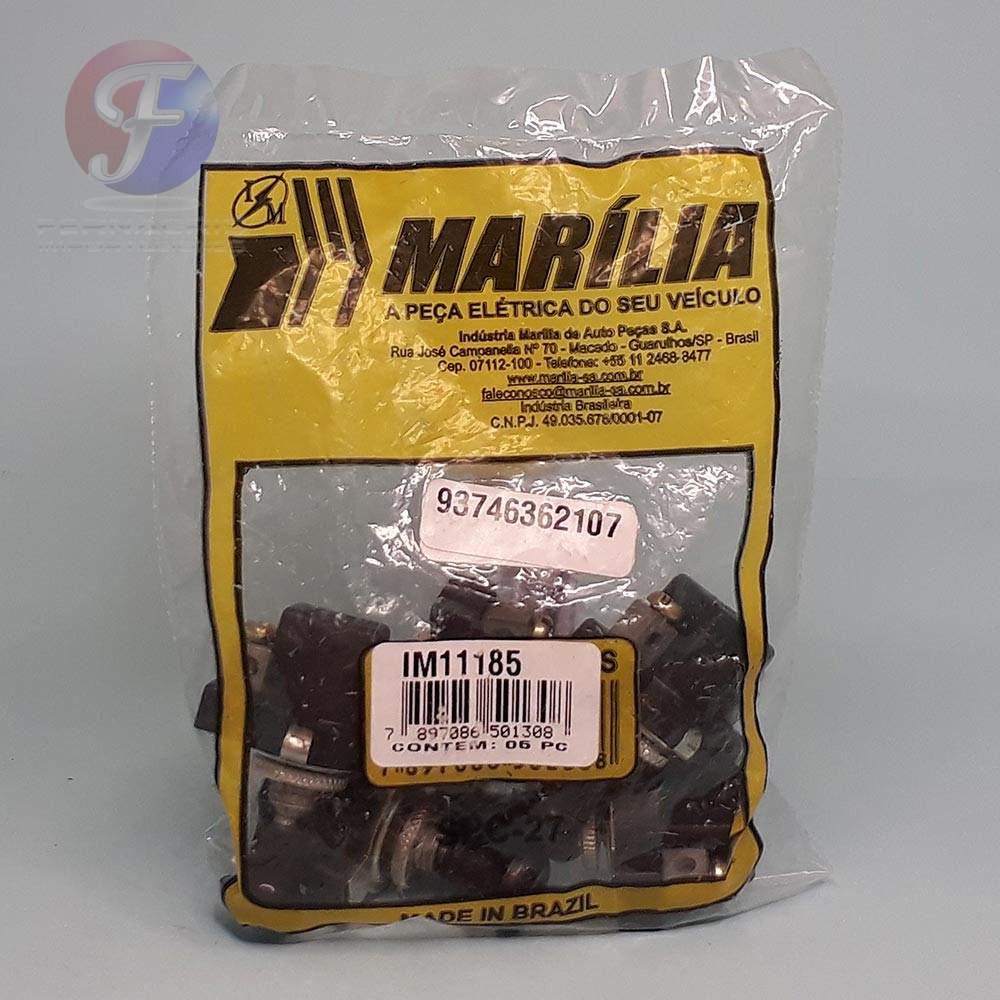 F
I M
MARÍLIA
A PEÇA ELÉTRICA DO SEU VEÍCULO
Indústria Marília de Auto Peças S.A.
Rua José Campanella Nº 70 - Macedo - Guarulhos/SP - Brasil
Cep. 07112-100 - Telefone: +55 11 2468-8477
www.marilia-sa.com.br
faleconosco@marilia-sa.com.br
Indústria Brasileira
C.N.P.J. 49.035.678/0001-07
93746362107
IM11185
S
7 897086 501308
CONTEM: 05 PC
SPC-27
MADE IN BRAZIL